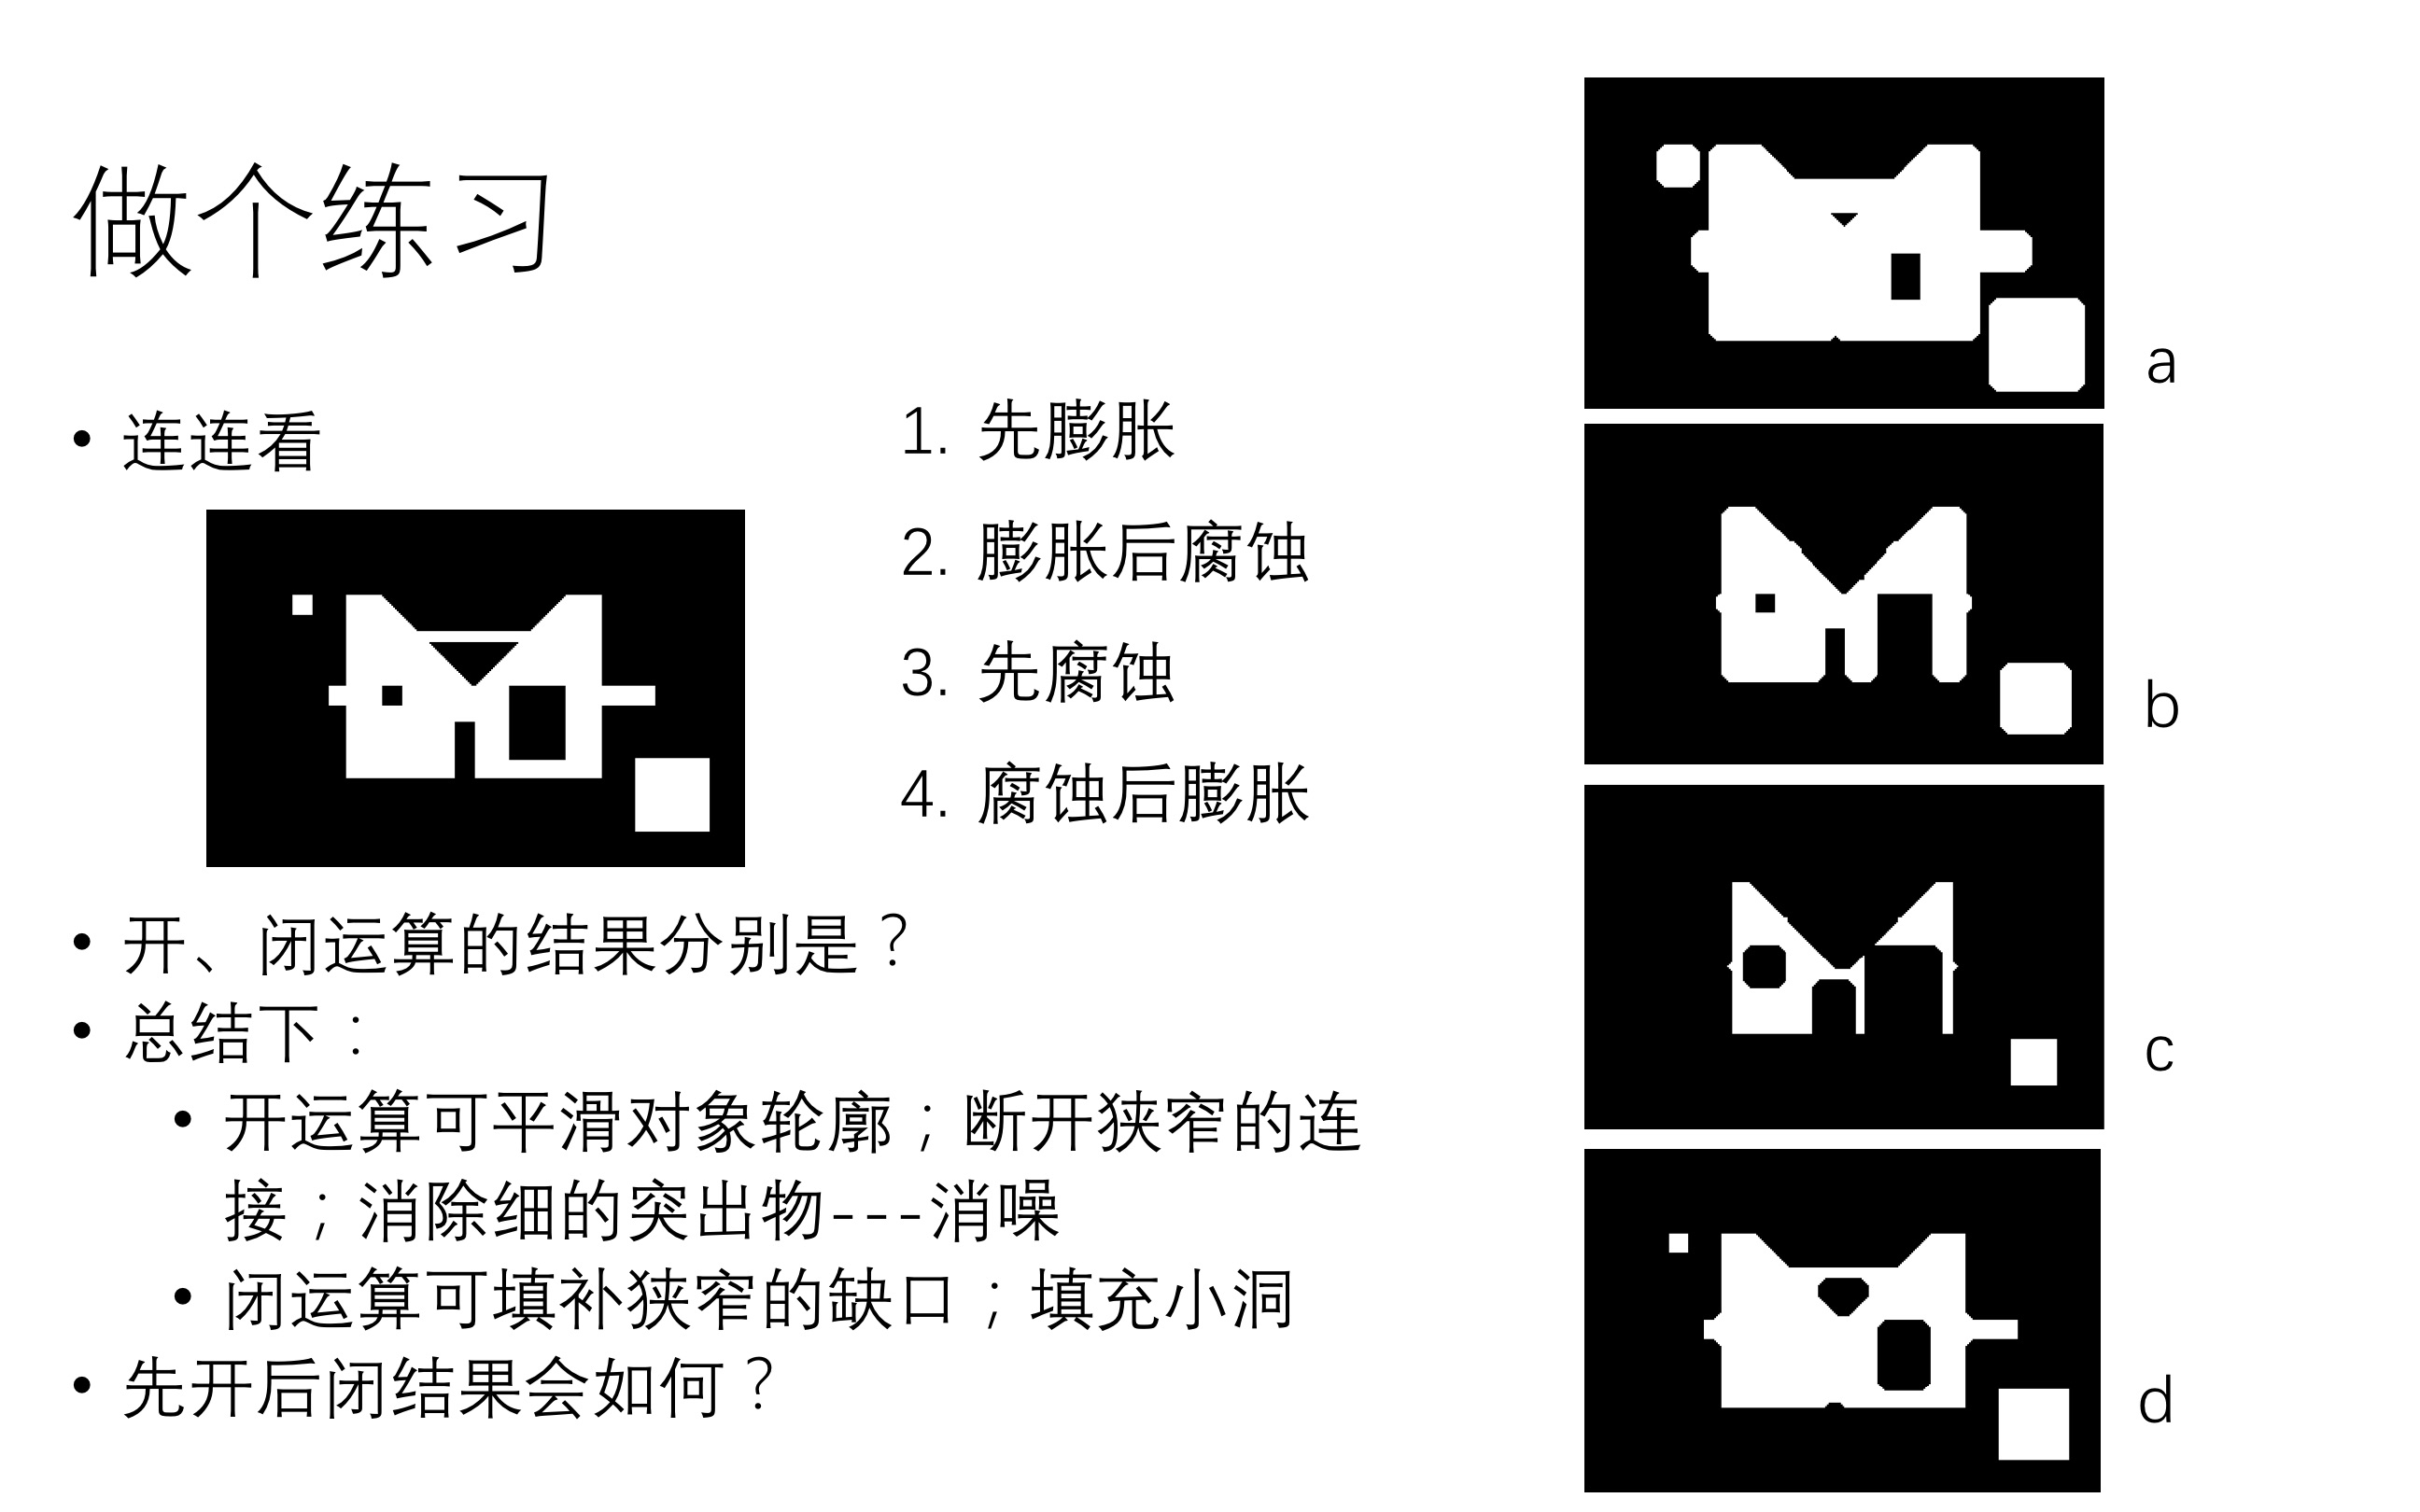 做个练习
• 连连看
1. 先膨胀
2. 膨胀后腐蚀
3. 先腐蚀
4. 腐蚀后膨胀
• 开、闭运算的结果分别是？
• 总结下：
• 开运算可平滑对象轮廓；断开狭窄的连
接；消除细的突出物---消噪
• 闭运算可填补狭窄的缺口；填充小洞
• 先开后闭结果会如何？
a
b
c
d